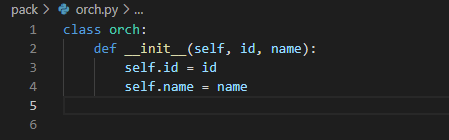 pack > orch.py > ...
1 class orch:
2     def __init__(self, id, name):
3         self.id = id
4         self.name = name
5
6